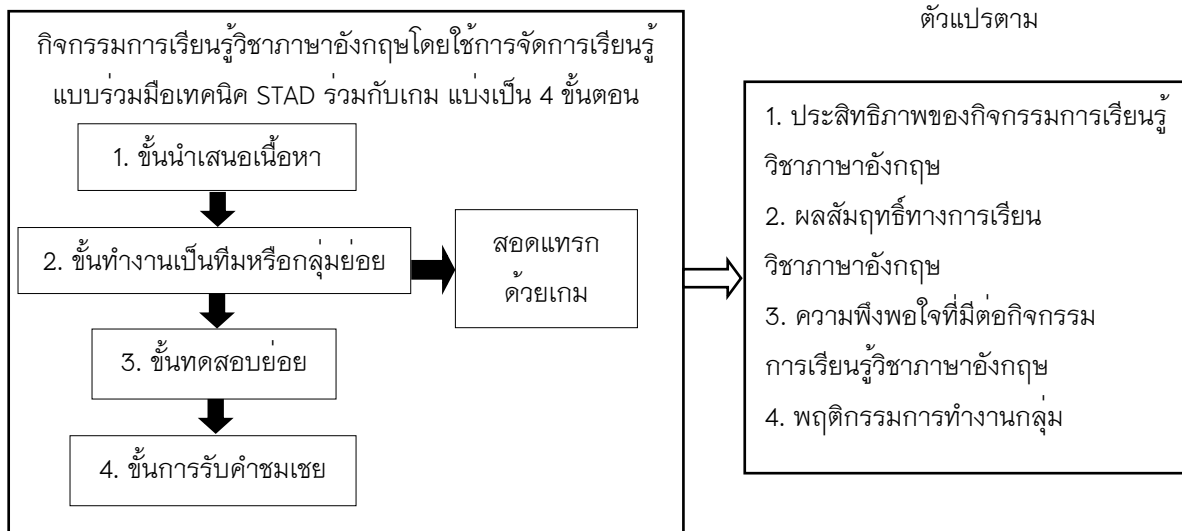 กิจกรรมการเรียนรู้วิชาภาษาอังกฤษโดยใช้การจัดการเรียนรู้
แบบร่วมมือเทคนิค STAD ร่วมกับเกม แบ่งเป็น 4 ขั้นตอน
1. ขั้นนำเสนอเนื้อหา
2. ขั้นทำงานเป็นทีมหรือกลุ่มย่อย
สอดแทรก
ด้วยเกม
3. ขั้นทดสอบย่อย
4. ขั้นการรับคำชมเชย
ตัวแปรตาม
1. ประสิทธิภาพของกิจกรรมการเรียนรู้
วิชาภาษาอังกฤษ
2. ผลสัมฤทธิ์ทางการเรียน
วิชาภาษาอังกฤษ
3. ความพึงพอใจที่มีต่อกิจกรรม
การเรียนรู้วิชาภาษาอังกฤษ
4. พฤติกรรมการทำงานกลุ่ม